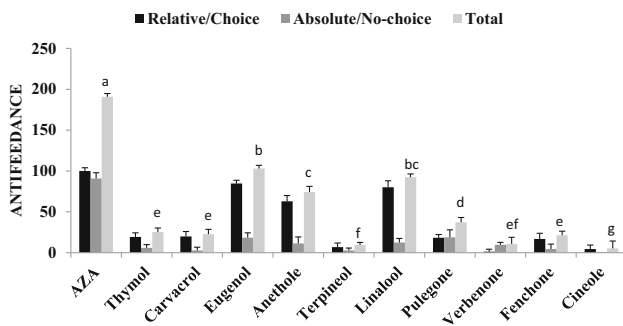 Relative/Choice Absolute/No-choice Total
ANTIFEEDANCE
250
200
150
100
50
0
a
e
e
b
c
f
bc
d
ef
e
g
AZA
Thymol
Carvacrol
Eugenol
Anethole
Terpineol
Linalool
Pulegone
Verbenone
Fenchone
Cineole